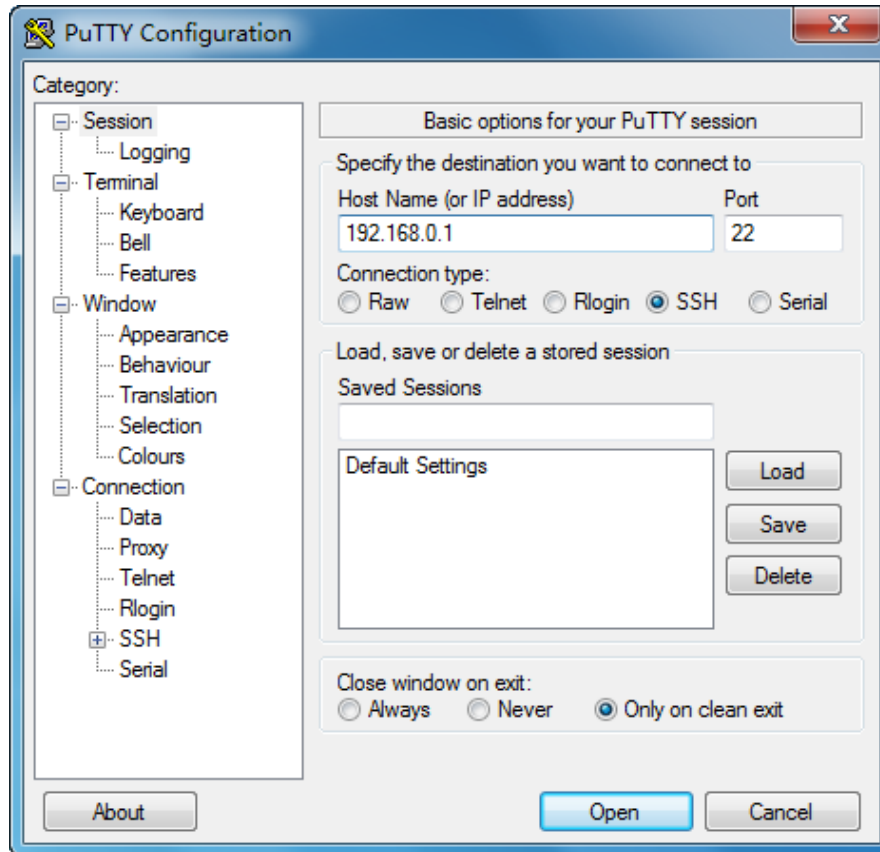 PuTTY Configuration
X
Category:
Session
Logging
Terminal
Keyboard
Bell
Features
Window
Appearance
Behaviour
Translation
Selection
Colours
Connection
Data
Proxy
Telnet
Rlogin
SSH
Serial
Basic options for your PuTTY session
Specify the destination you want to connect to
Host Name (or IP address) Port
192.168.0.1 22
Connection type:
Raw Telnet Rlogin SSH Serial
Load, save or delete a stored session
Saved Sessions
Default Settings
Load
Save
Delete
Close window on exit:
Always Never Only on clean exit
About Open Cancel